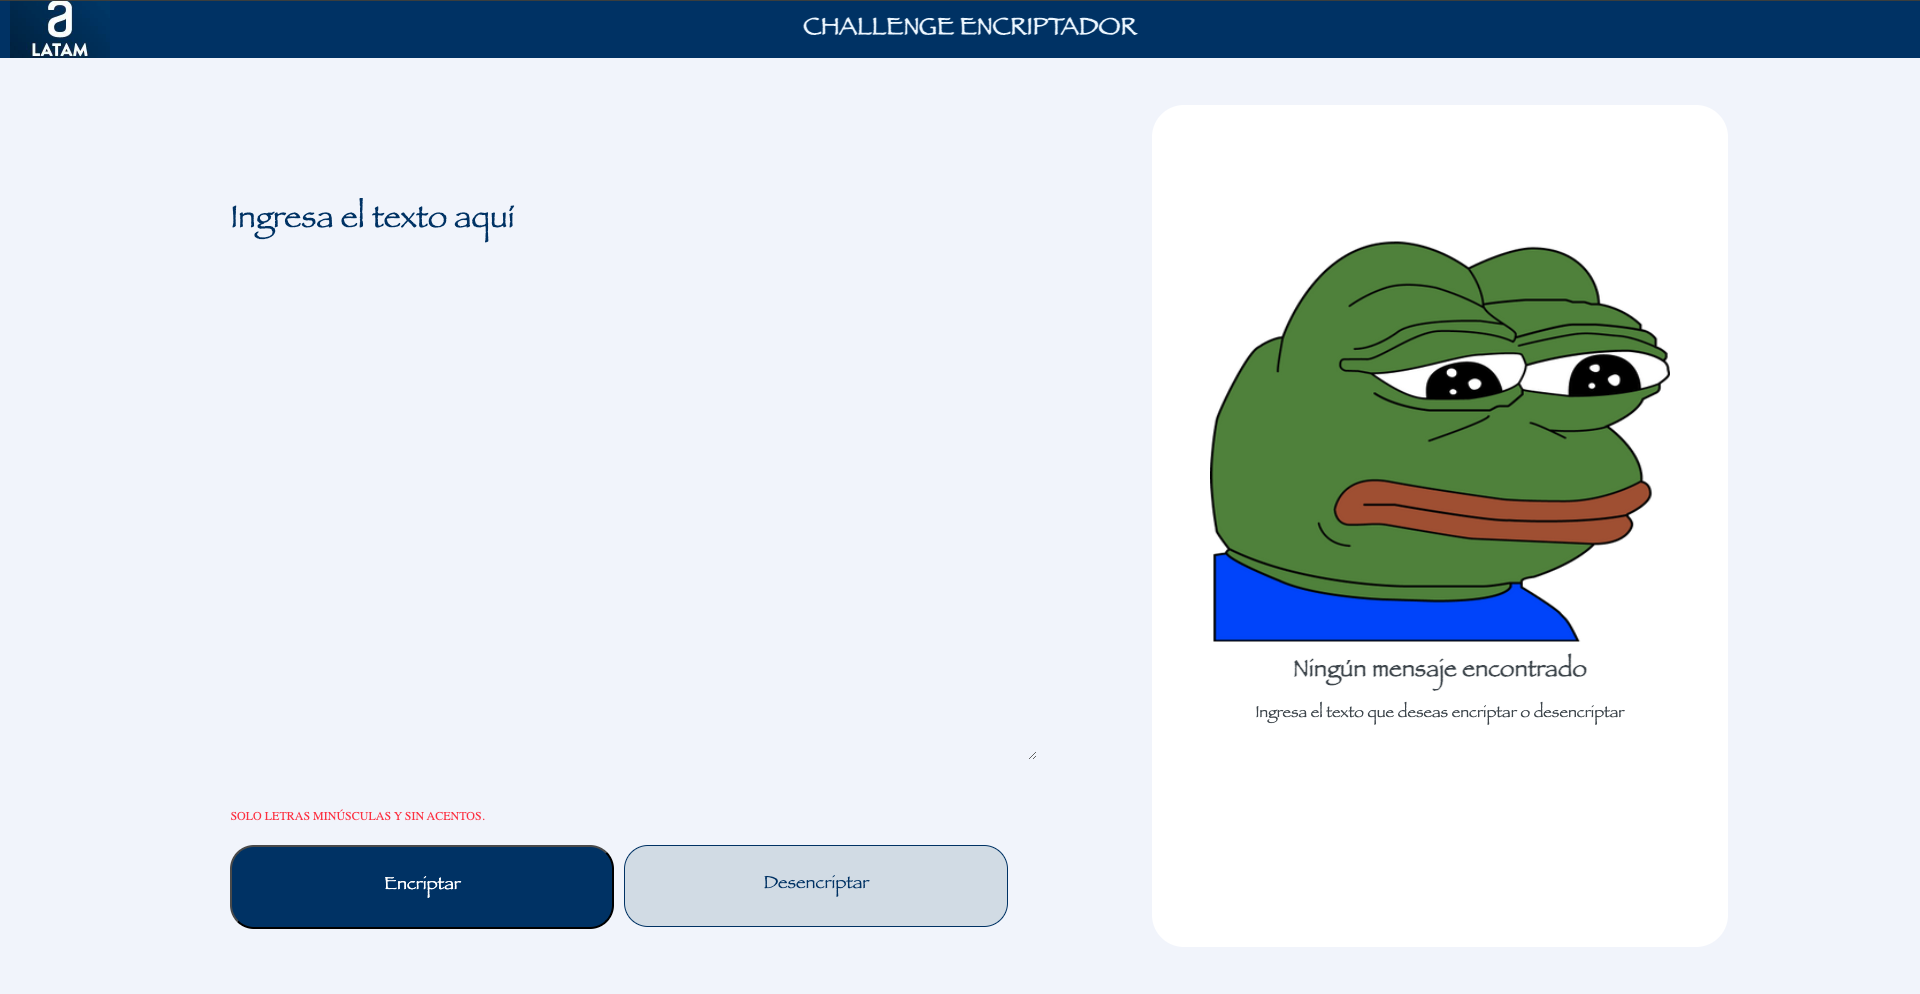 a
LATAM
CHALLENGE ENCRIPTADOR
Ingresa el texto aquí
Ningún mensaje encontrado
Ingresa el texto que deseas encriptar o desencriptar
SOLO LETRAS MINÚSCULAS Y SIN ACENTOS.
Encriptar
Desencriptar